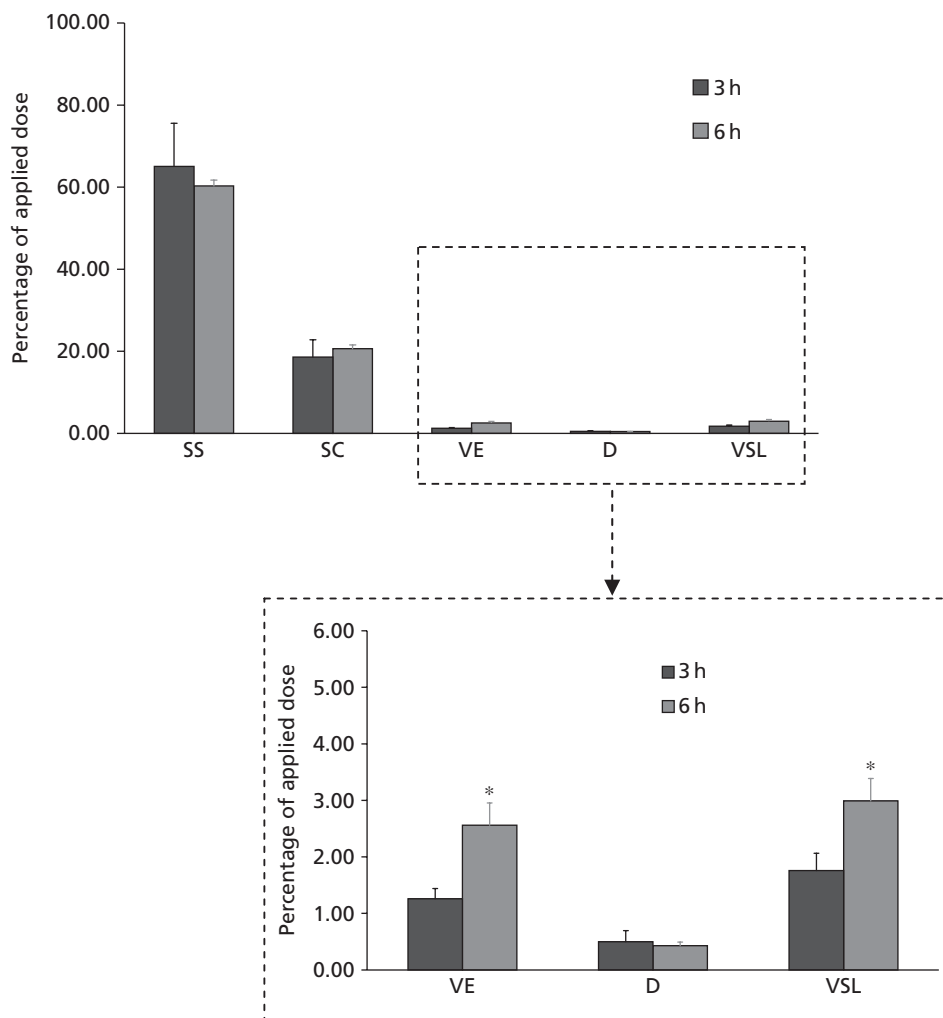 100.00
80.00
60.00
40.00
20.00
0.00
Percentage of applied dose
3 h
6 h
SS SC VE D VSL
6.00
5.00
4.00
3.00
2.00
1.00
0.00
Percentage of applied dose
3 h
6 h
*
*
VE D VSL